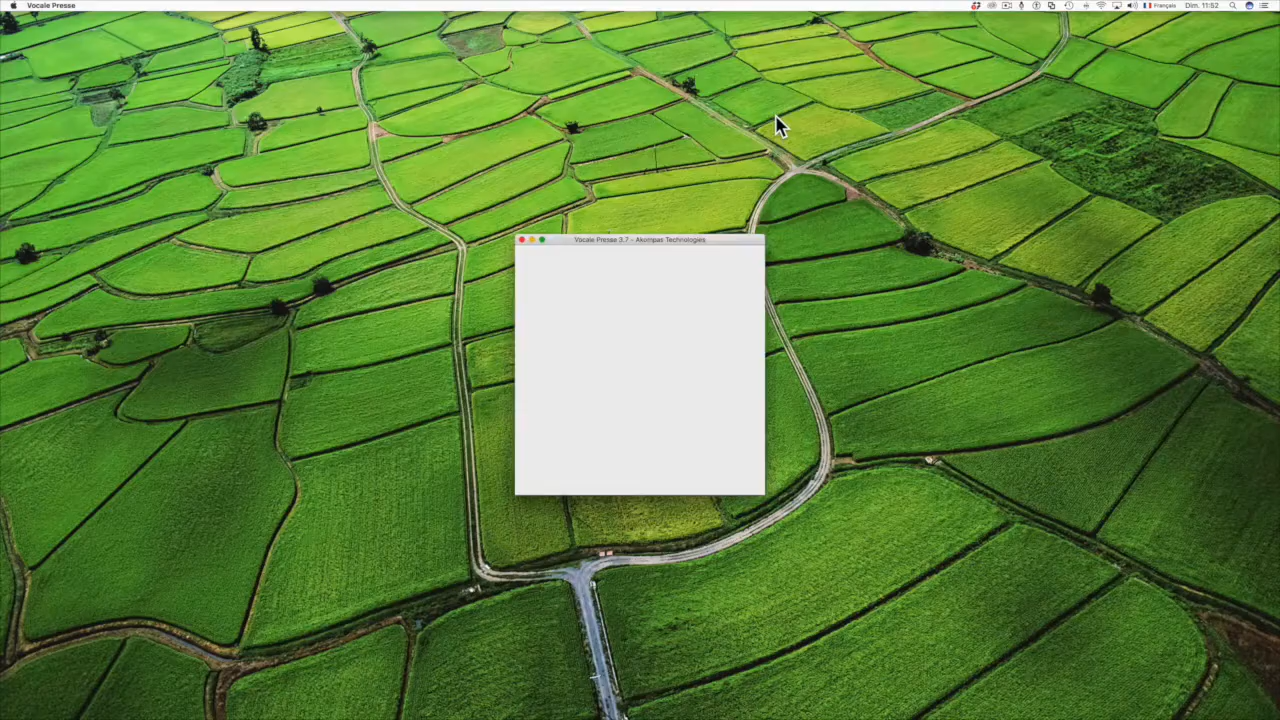 Vocale Presse
Français
Dim. 11:52
Vocale Presse 3.7 - Akompas Technologies